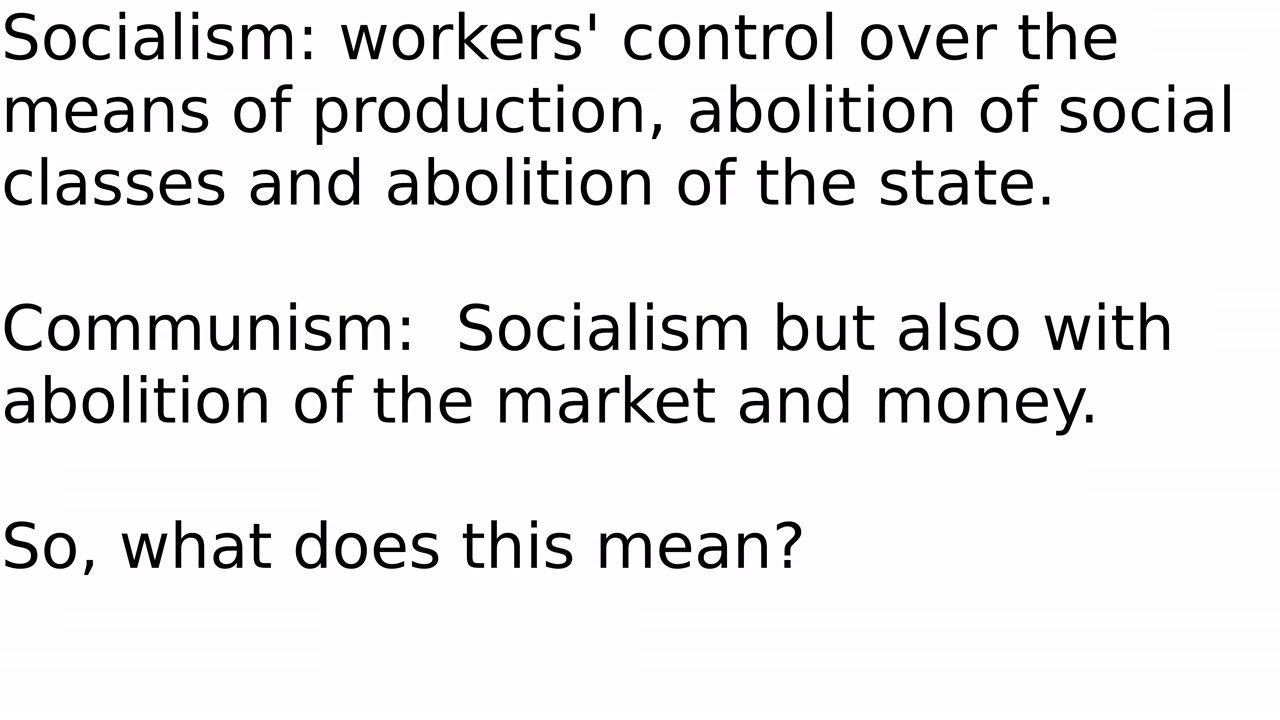 Socialism: workers' control over the
means of production, abolition of social
classes and abolition of the state.
Communism:  Socialism but also with
abolition of the market and money.
So, what does this mean?